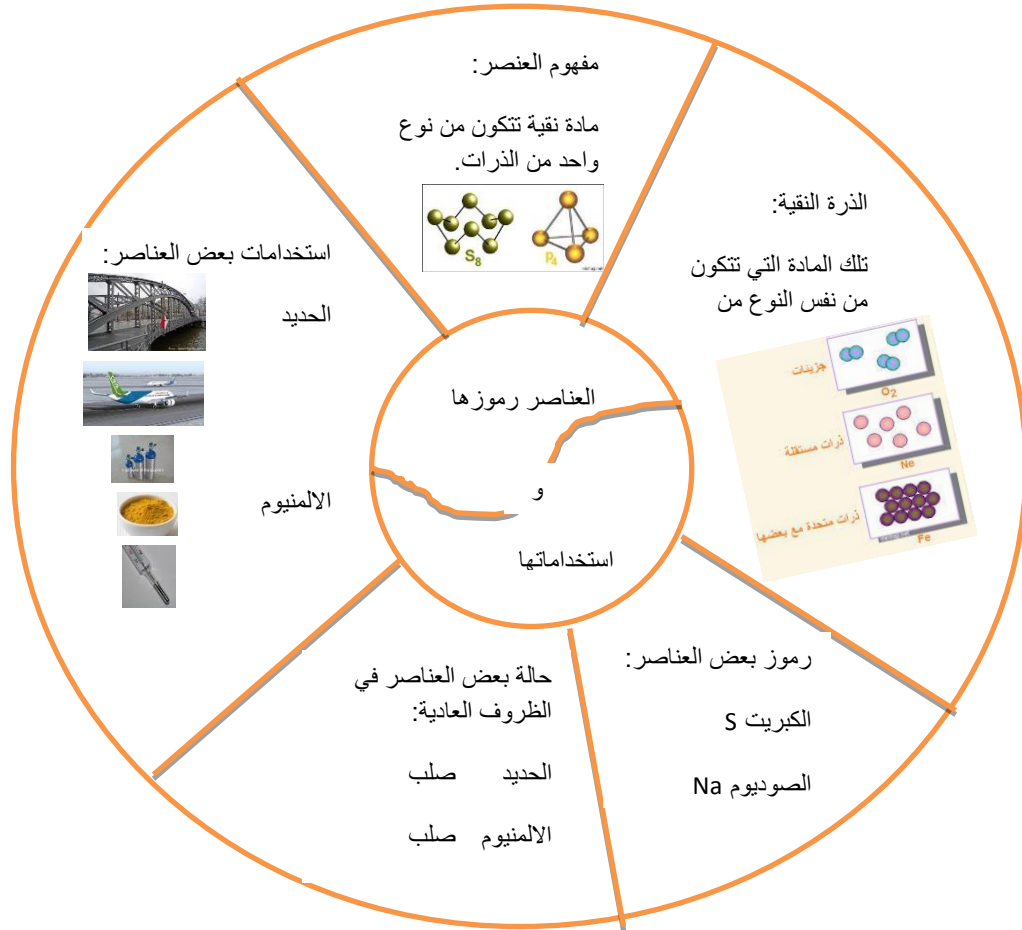 مفهوم العنصر:
مادة نقية تتكون من نوع
واحد من الذرات.
S8
P4
الذرة النقية:
تلك المادة التي تتكون
من نفس النوع من
جزيئات
O2
ذرات مستقلة
Ne
ذرات متحدة مع بعضها
Fe
رموز بعض العناصر:
الكبريت S
الصوديوم Na
حالة بعض العناصر في
الظروف العادية:
الحديد صلب
الالمنيوم صلب
استخدامات بعض العناصر:
الحديد
الالمنيوم
العناصر رموزها
و
استخداماتها